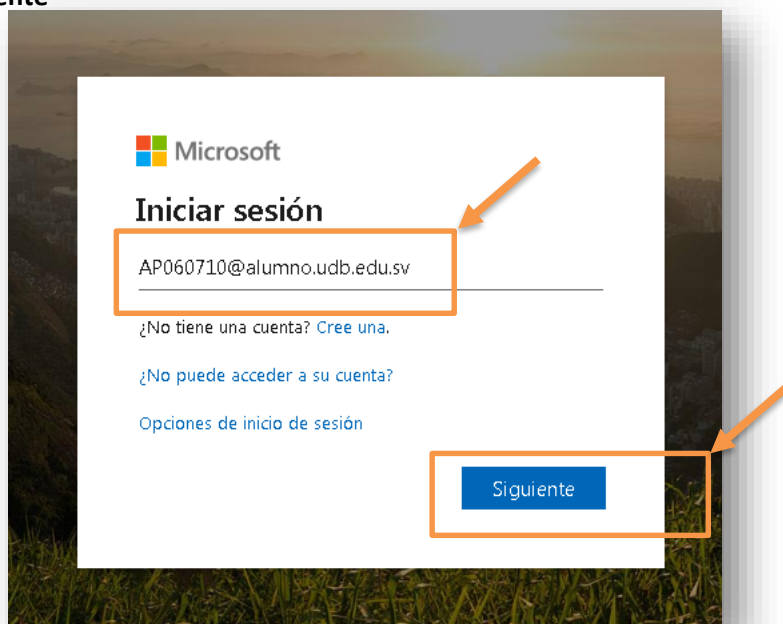 Microsoft
Iniciar sesión
AP060710@alumno.udb.edu.sv
¿No tiene una cuenta? Cree una.
¿No puede acceder a su cuenta?
Opciones de inicio de sesión
Siguiente